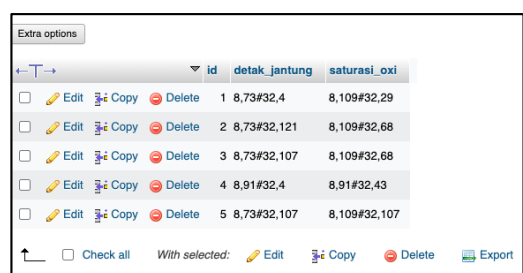 Extra options
←T→ id detak_jantung saturasi_oxi
Edit Copy Delete 1 8,73#32,4 8,109#32,29
Edit Copy Delete 2 8,73#32,121 8,109#32,68
Edit Copy Delete 3 8,73#32,107 8,109#32,68
Edit Copy Delete 4 8,91#32,4 8,91#32,43
Edit Copy Delete 5 8,73#32,107 8,109#32,107
Check all With selected: Edit Copy Delete Export